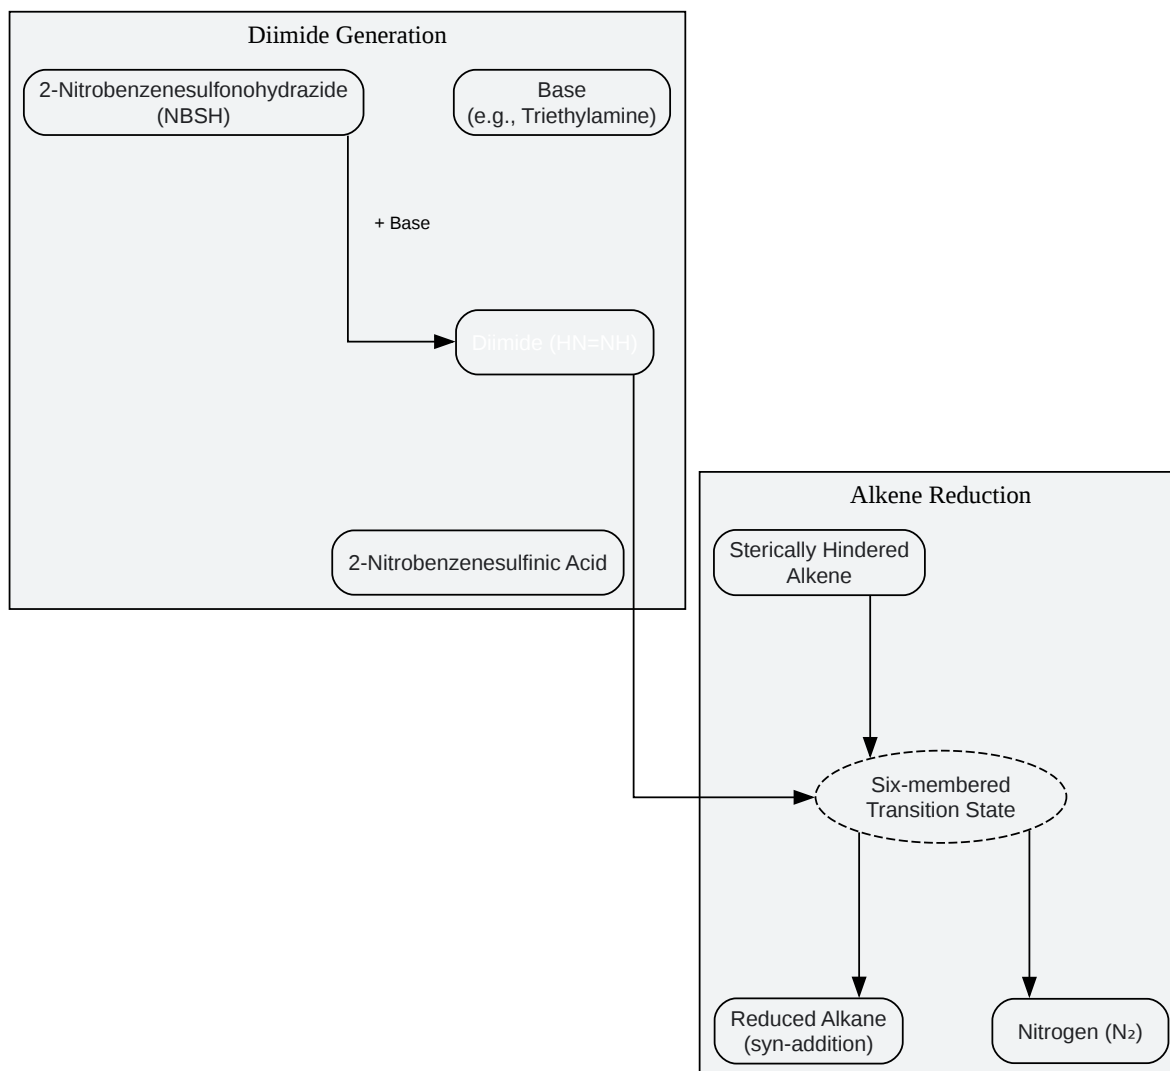 Diimide Generation
2-Nitrobenzenesulfonohydrazide
(NBSH)
Base
(e.g., Triethylamine)
+ Base
Diimide (HN=NH)
2-Nitrobenzenesulfinic Acid
Alkene Reduction
Sterically Hindered
Alkene
Six-membered
Transition State
Reduced Alkane
(syn-addition)
Nitrogen (N₂)